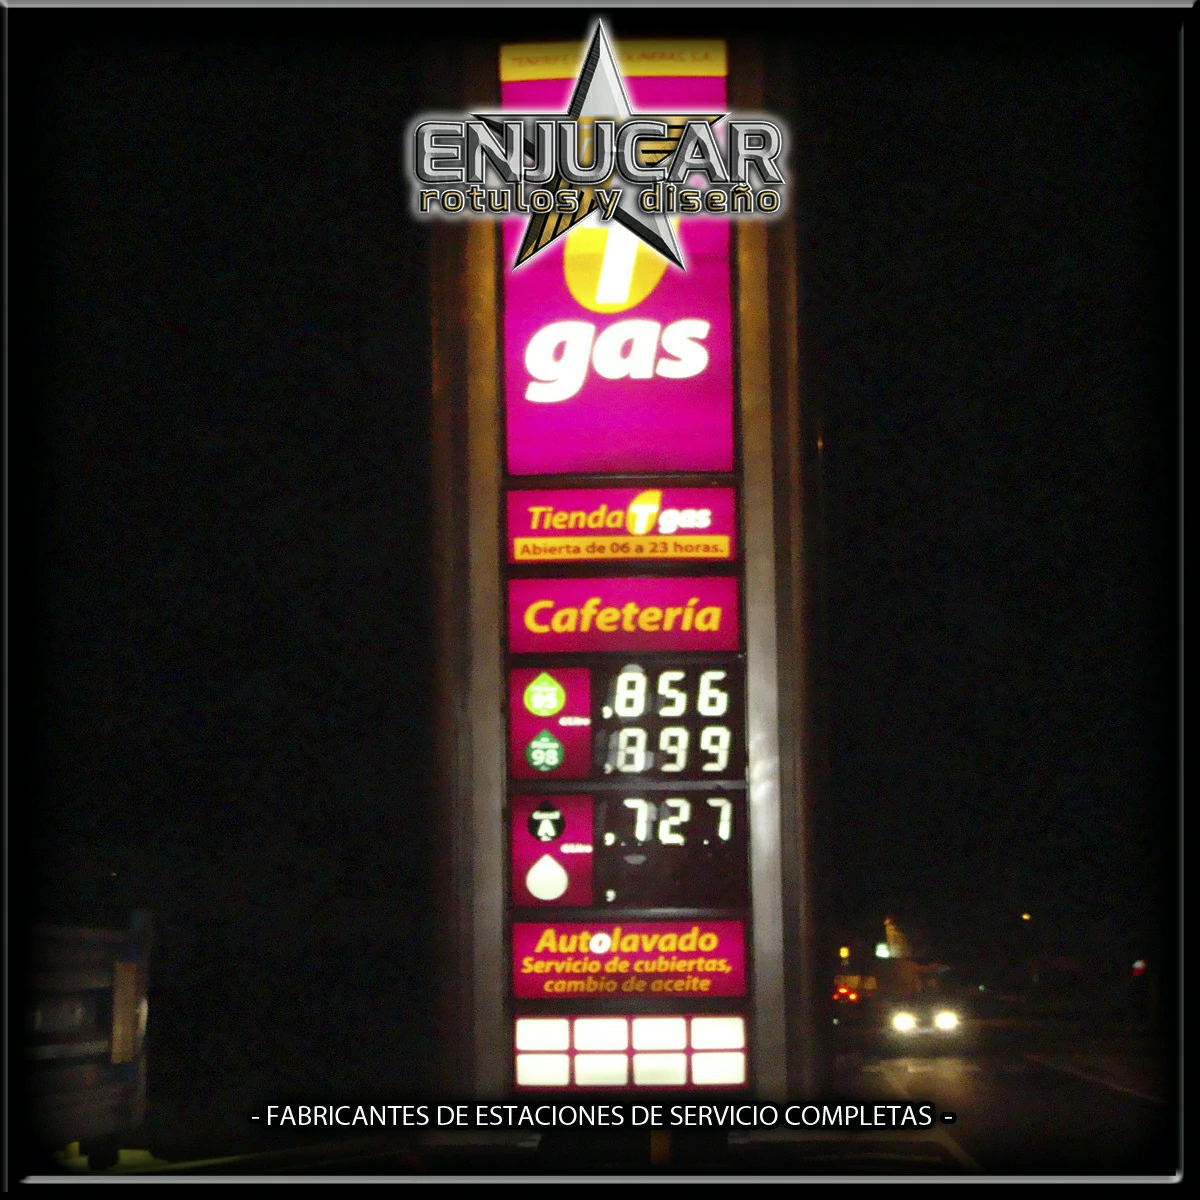 ENJUCAR
rotulos y diseño
T
gas
Tienda T gas
Abierta de 06 a 23 horas.
Cafetería
95
,856
98
,899
A
,727
,
Autolavado
Servicio de cubiertas,
cambio de aceite
- FABRICANTES DE ESTACIONES DE SERVICIO COMPLETAS -